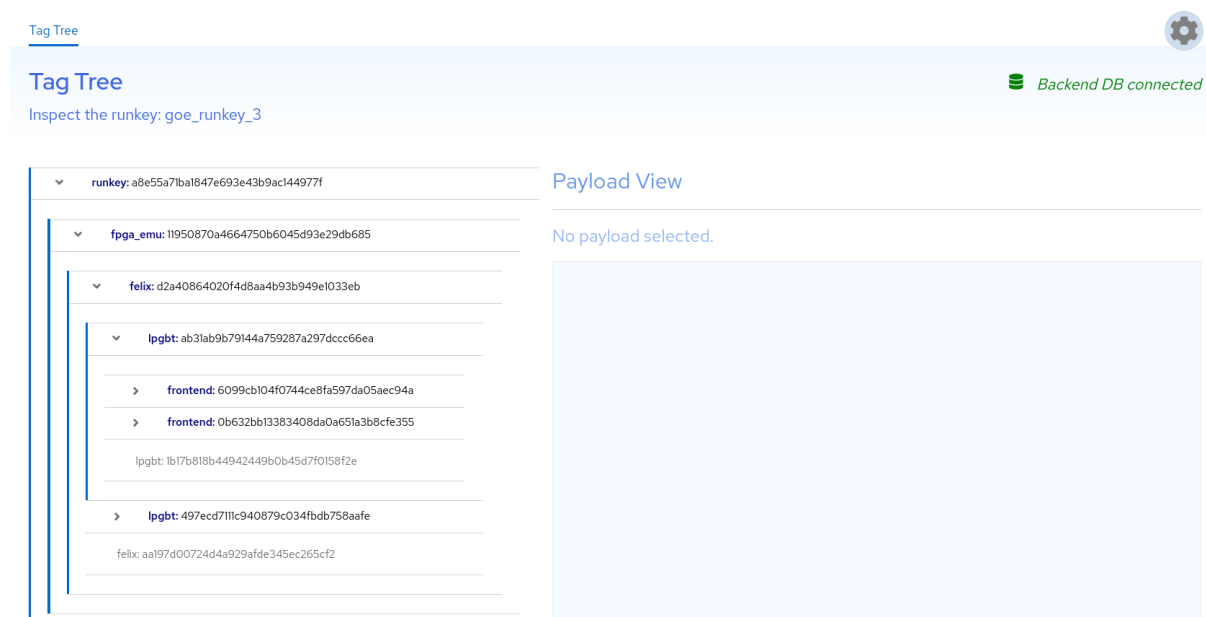 Tag Tree
Tag Tree
Backend DB connected
Inspect the runkey: goe_runkey_3
runkey: a8e55a71ba1847e693e43b9ac144977f
fpga_emu: 11950870a4664750b6045d93e29db685
felix: d2a40864020f4d8aa4b93b949e1033eb
lpgbt: ab31ab9b79144a759287a297dccc66ea
frontend: 6099cb104f0744ce8fa597da05aec94a
frontend: 0b632bb13383408da0a651a3b8cfe355
lpgbt: 1b17b818b44942449b0b45d7f0158f2e
lpgbt: 497ecd7111c940879c034fbdb758aafe
felix: aa197d00724d4a929afde345ec265cf2
Payload View
No payload selected.